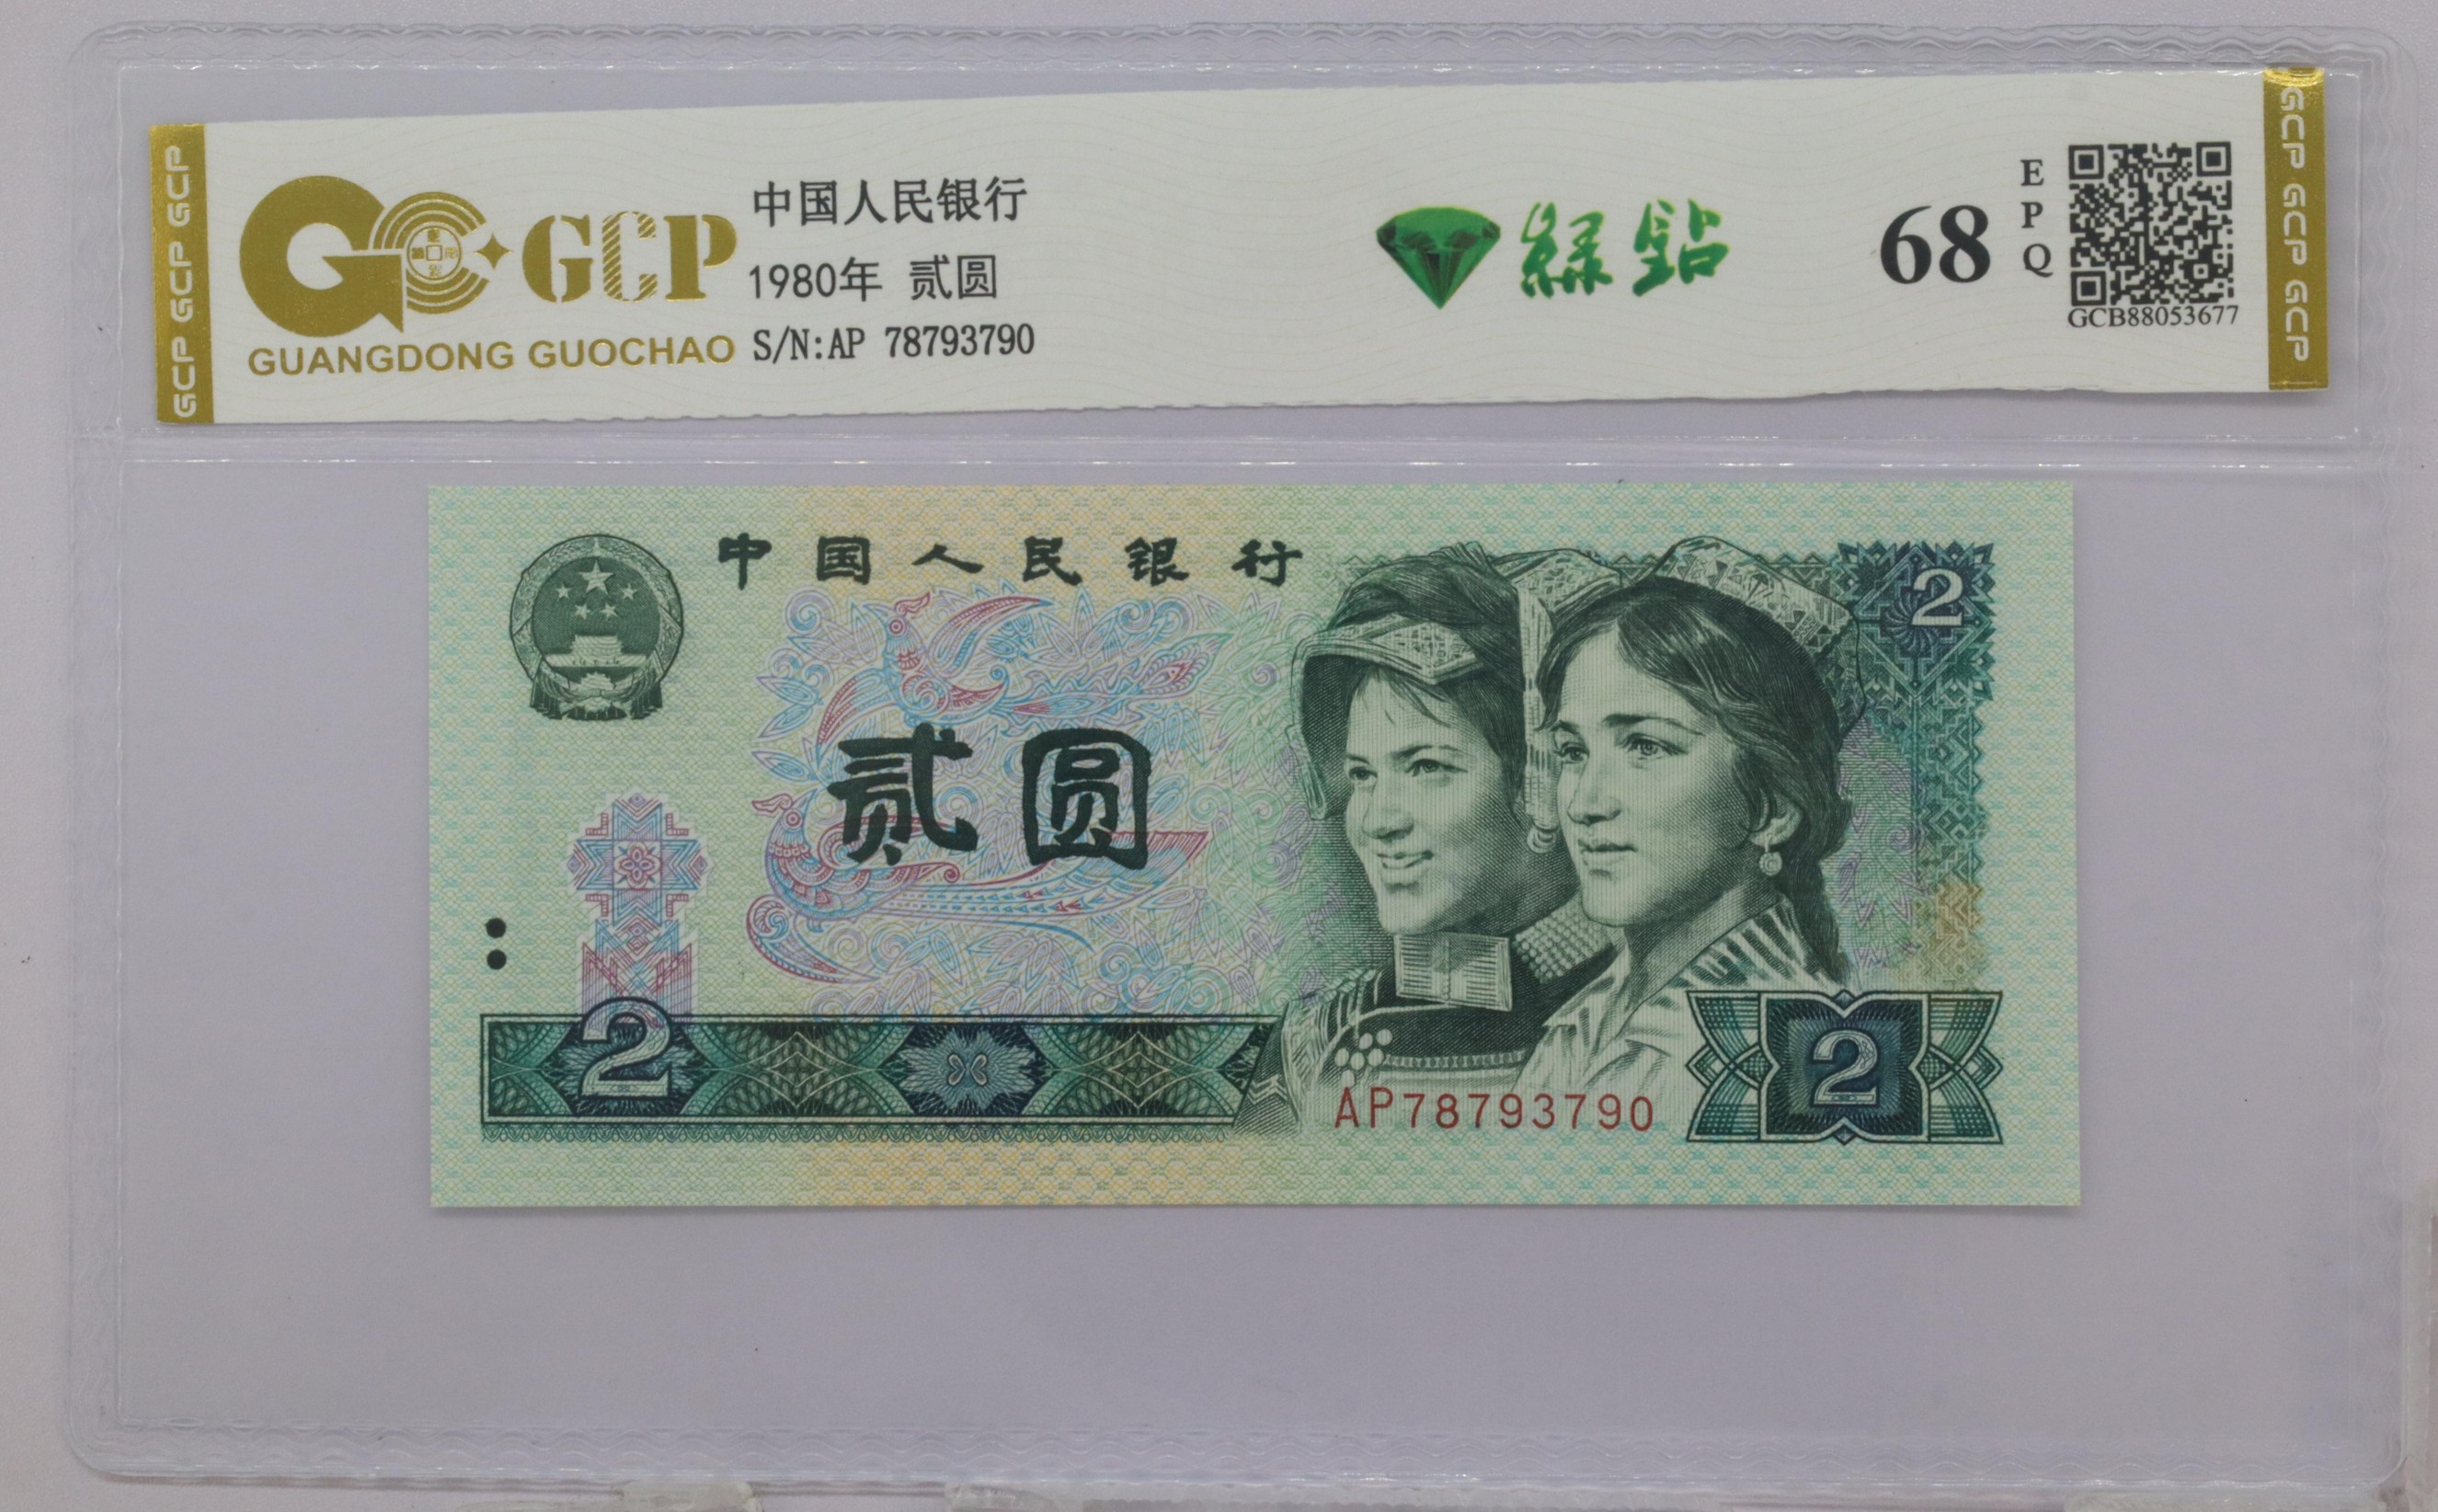 GCP GCP GCP
GCP
GUANGDONG GUOCHAO
中国人民银行
1980年 贰圆
S/N:AP 78793790
綠鉆
68
EPQ
GCB88053677
GCP GCP GCP
中国人民银行
2
贰圆
2
AP78793790
2